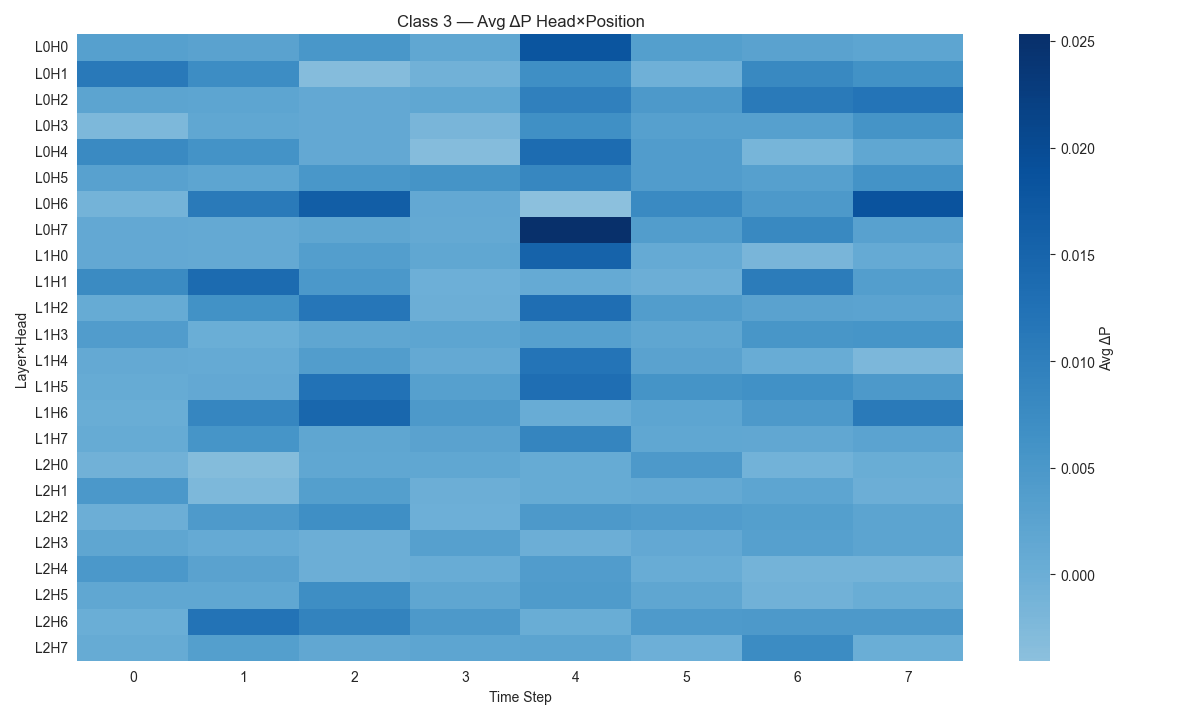 Class 3 — Avg ΔP Head×Position
Layer×Head
L0H0
L0H1
L0H2
L0H3
L0H4
L0H5
L0H6
L0H7
L1H0
L1H1
L1H2
L1H3
L1H4
L1H5
L1H6
L1H7
L2H0
L2H1
L2H2
L2H3
L2H4
L2H5
L2H6
L2H7
0 1 2 3 4 5 6 7
Time Step
0.025
0.020
0.015
0.010
0.005
0.000
Avg ΔP